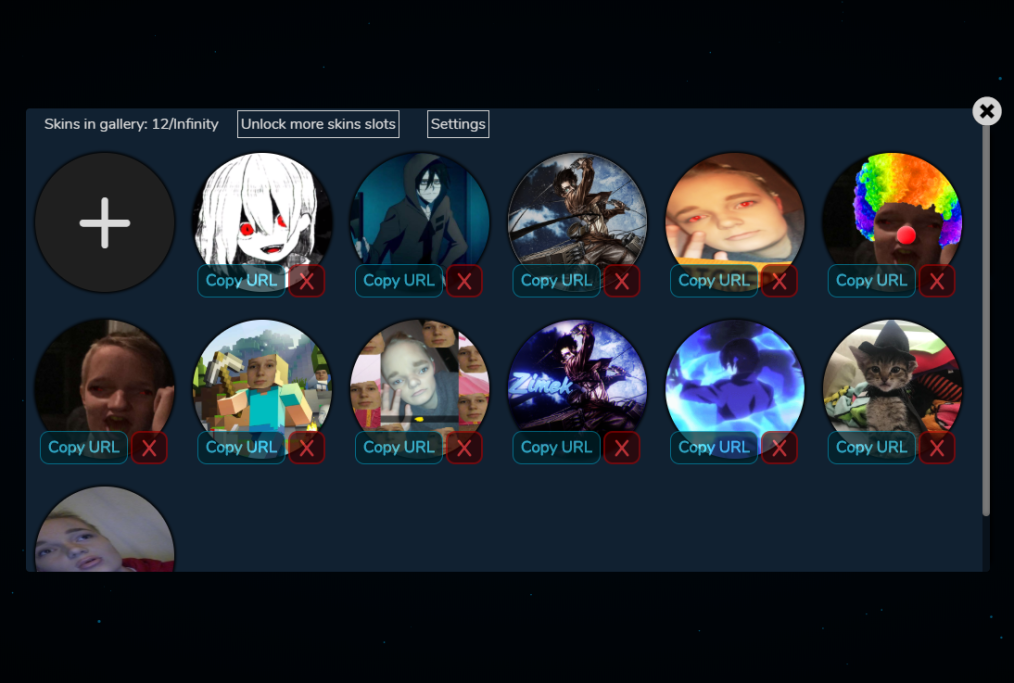 Skins in gallery: 12/Infinity Unlock more skins slots Settings
Copy URL X Copy URL X Copy URL X Copy URL X Copy URL X
Zimek
Copy URL X Copy URL X Copy URL X Copy URL X Copy URL X Copy URL X